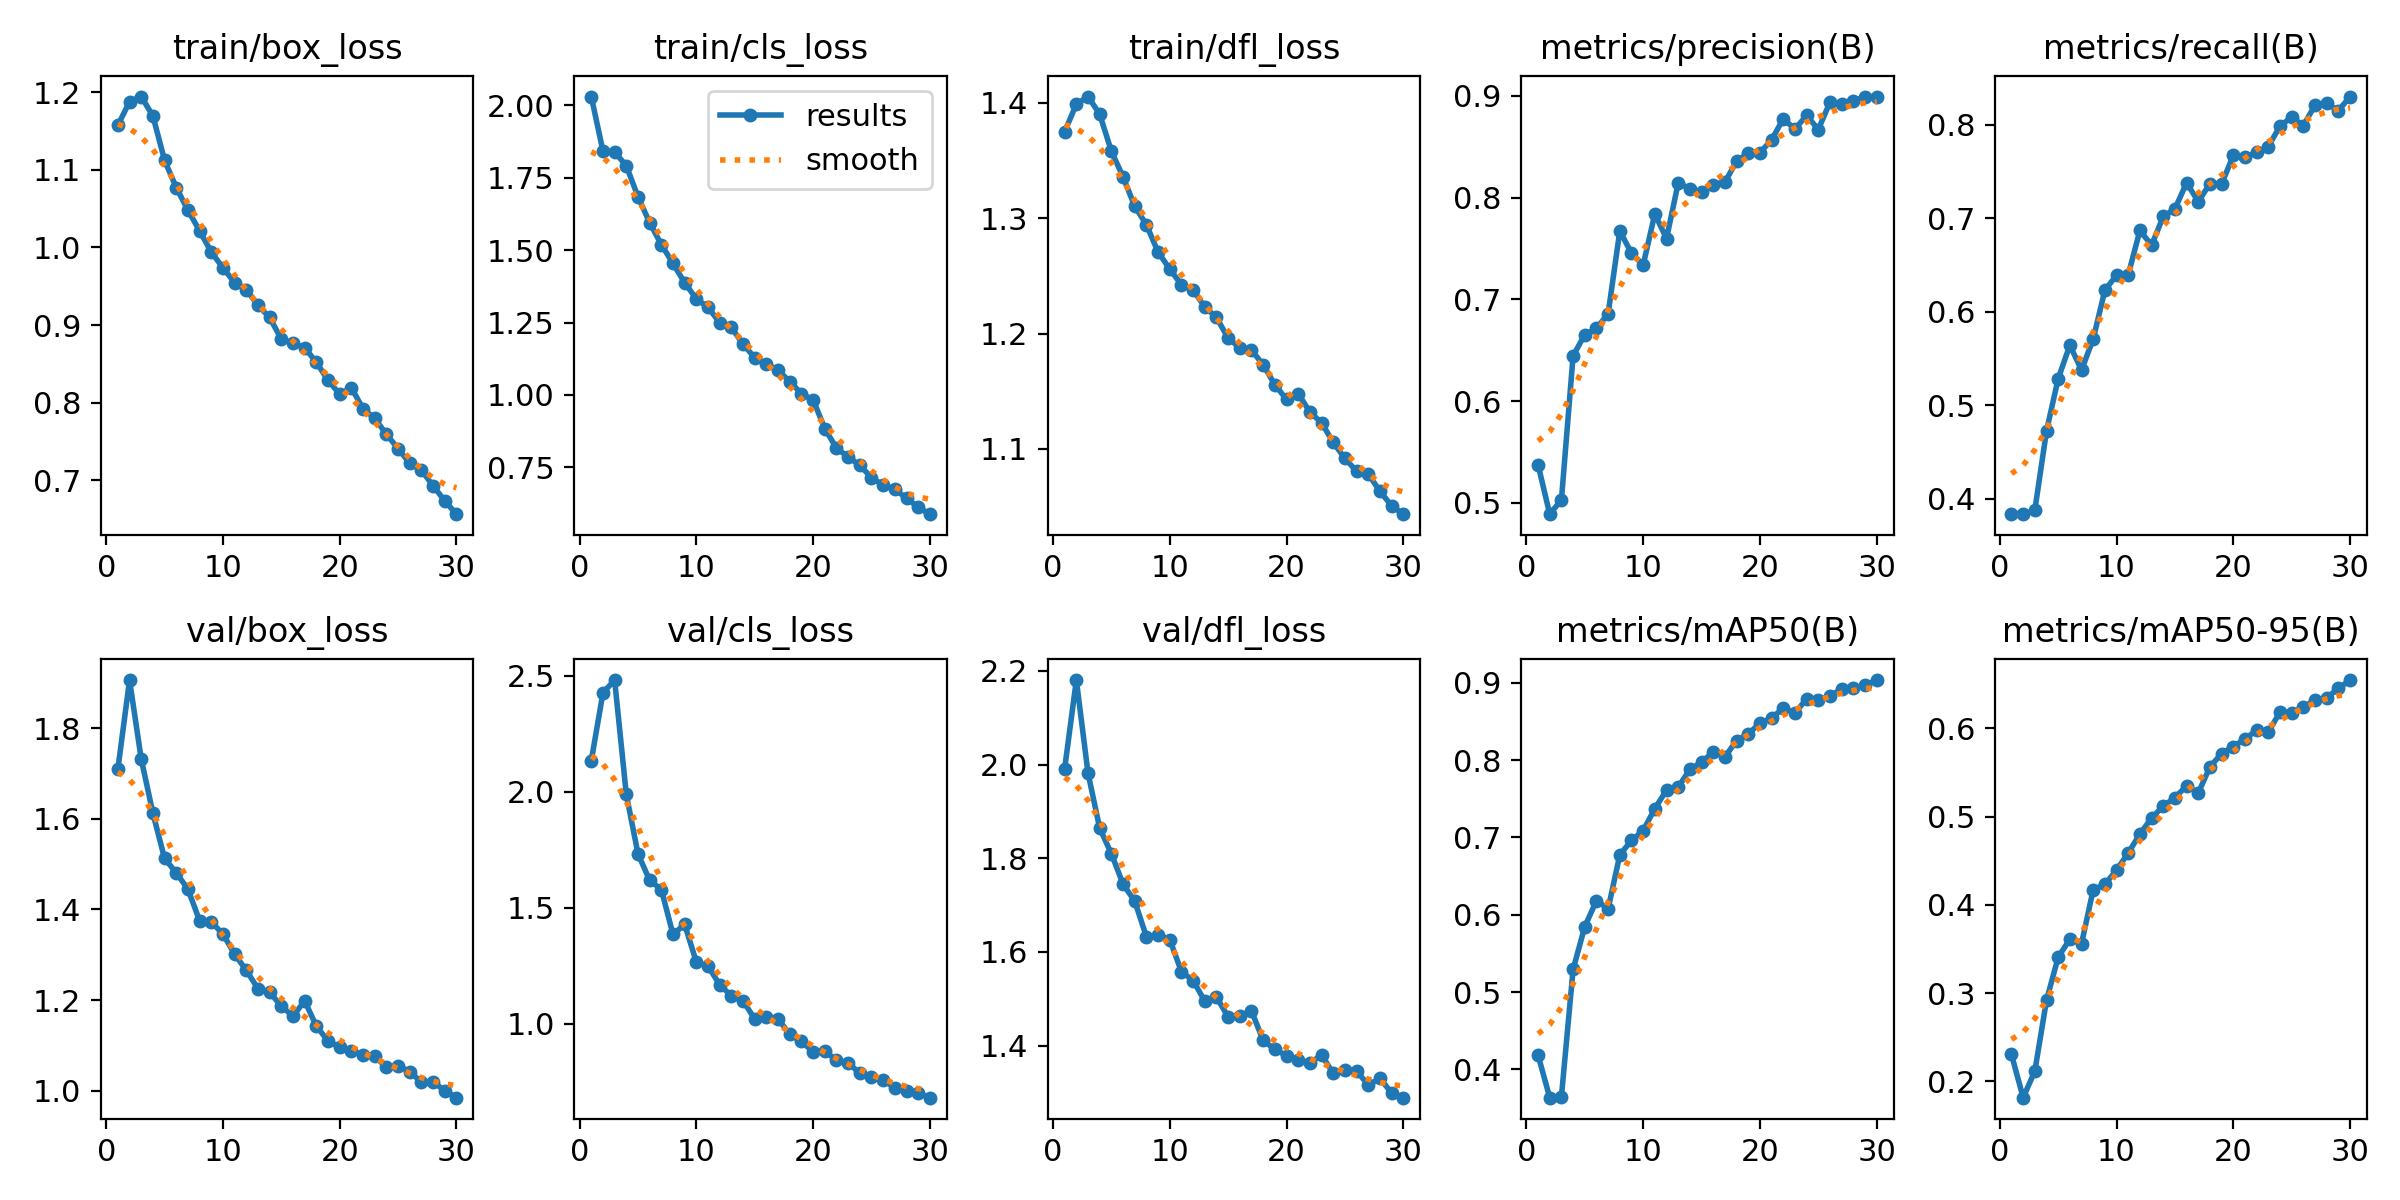 train/box_loss
train/cls_loss
train/dfl_loss
metrics/precision(B)
metrics/recall(B)
1.2
1.1
1.0
0.9
0.8
0.7
0 10 20 30
2.00
1.75
1.50
1.25
1.00
0.75
results
smooth
0 10 20 30
1.4
1.3
1.2
1.1
0 10 20 30
0.9
0.8
0.7
0.6
0.5
0 10 20 30
0.8
0.7
0.6
0.5
0.4
0 10 20 30
val/box_loss
val/cls_loss
val/dfl_loss
metrics/mAP50(B)
metrics/mAP50-95(B)
1.8
1.6
1.4
1.2
1.0
0 10 20 30
2.5
2.0
1.5
1.0
0 10 20 30
2.2
2.0
1.8
1.6
1.4
0 10 20 30
0.9
0.8
0.7
0.6
0.5
0.4
0 10 20 30
0.6
0.5
0.4
0.3
0.2
0 10 20 30